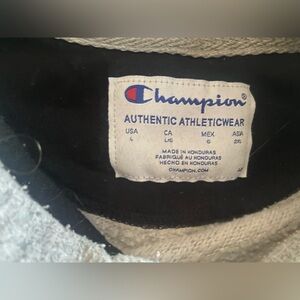 Champion®
AUTHENTIC ATHLETICWEAR
USA CA MEX ASIA
L L/G G 2XL
MADE IN HONDURAS
FABRIQUÉ AU HONDURAS
HECHO EN HONDURAS
CHAMPION.COM